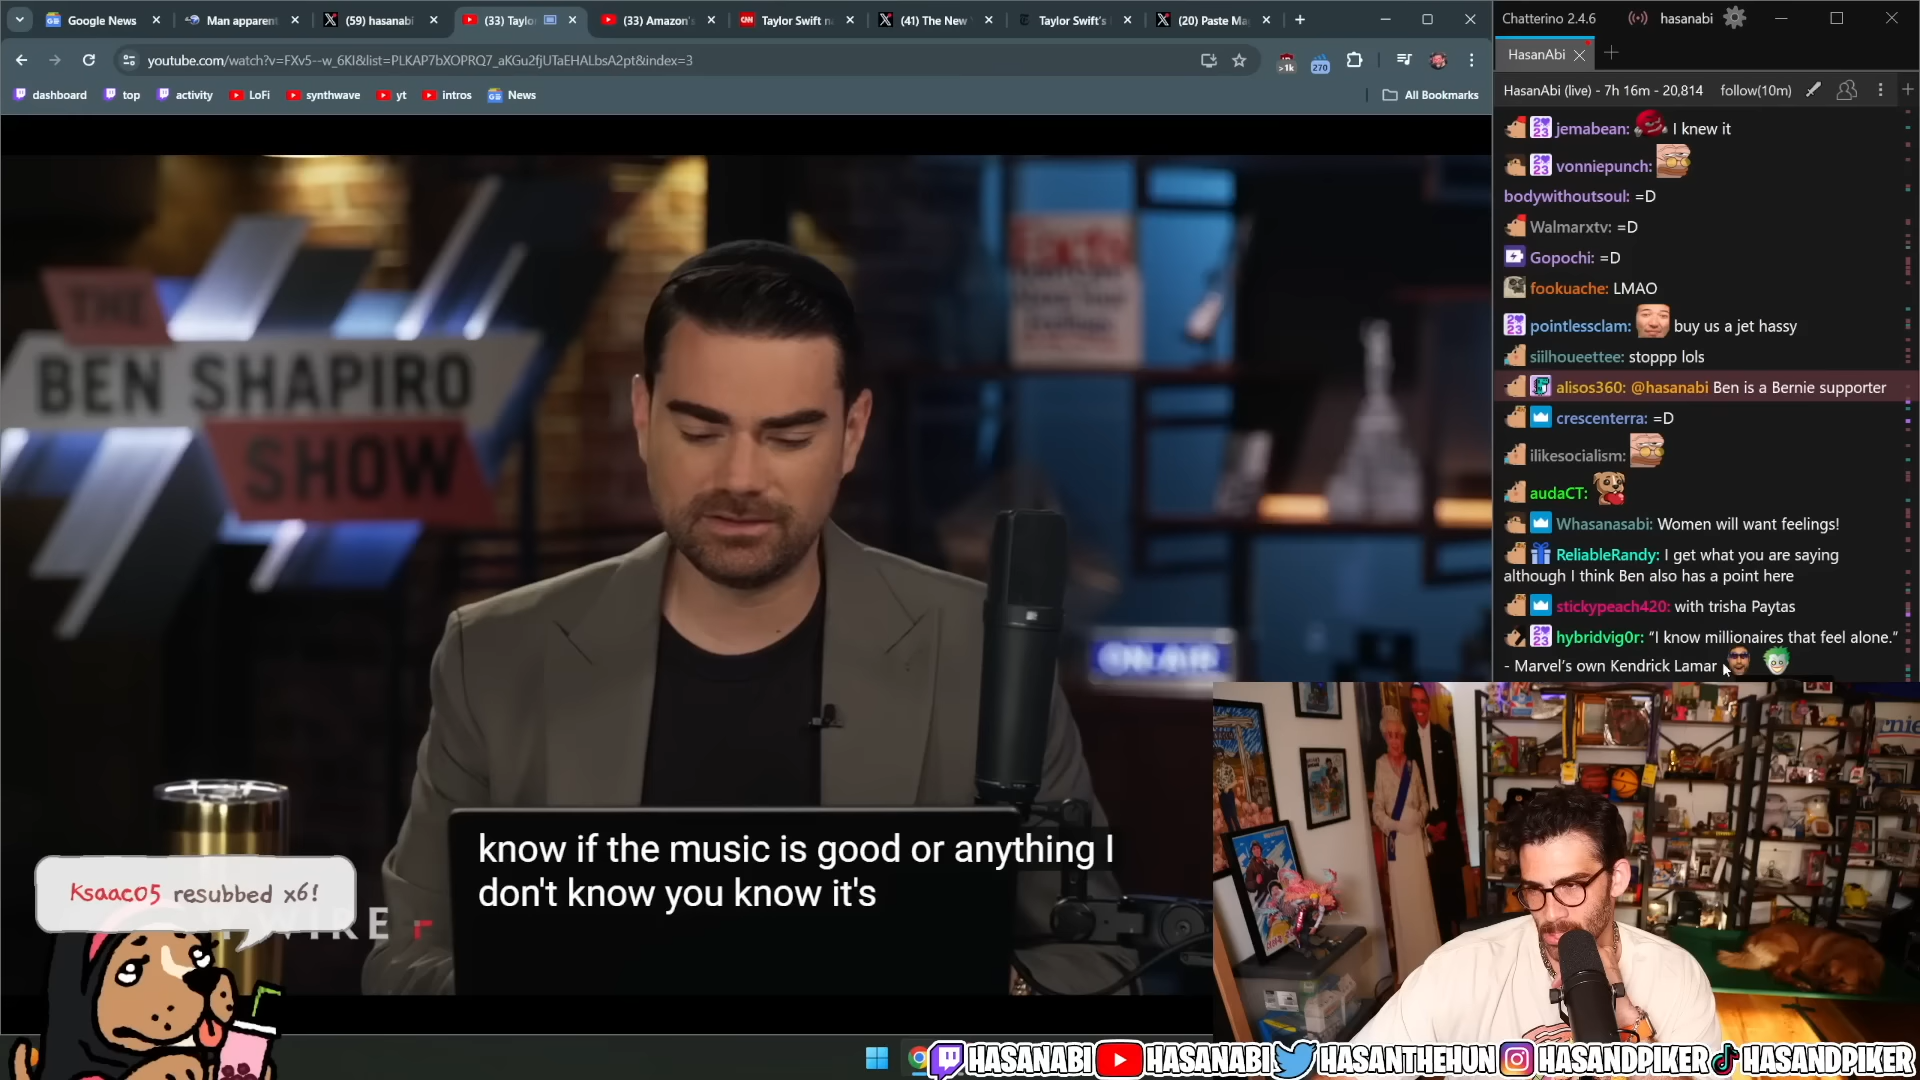 Google News
Man apparent
(59) hasanabi
(33) Taylo
(33) Amazon's
Taylor Swift n
(41) The New
Taylor Swift's
(20) Paste Ma
youtube.com/watch?v=FXv5--w_6KI&list=PLKAP7bXOPRQ7_aKGu2fjUTaEHALbsA2pt&index=3
>1k
270
dashboard
top
activity
LoFi
synthwave
yt
intros
News
All Bookmarks
Chatterino 2.4.6
hasanabi
HasanAbi
HasanAbi (live) - 7h 16m - 20,814
follow(10m)
jemabean: I knew it
vonniepunch:
bodywithoutsoul: =D
Walmarxtv: =D
Gopochi: =D
fookuache: LMAO
pointlessclam: buy us a jet hassy
siilhoueettee: stoppp lols
alisos360: @hasanabi Ben is a Bernie supporter
crescenterra: =D
ilikesocialism:
audaCT:
Whasanasabi: Women will want feelings!
ReliableRandy: I get what you are saying
although I think Ben also has a point here
stickypeach420: with trisha Paytas
hybridvig0r: “I know millionaires that feel alone.”
- Marvel’s own Kendrick Lamar
THE
BEN SHAPIRO
SHOW
Facts
ON AIR
know if the music is good or anything I
don't know you know it's
Ksaac05 resubbed x6!
WIRE
HASANABI
HASANABI
HASANTHEHUN
HASANDPIKER
HASANDPIKER